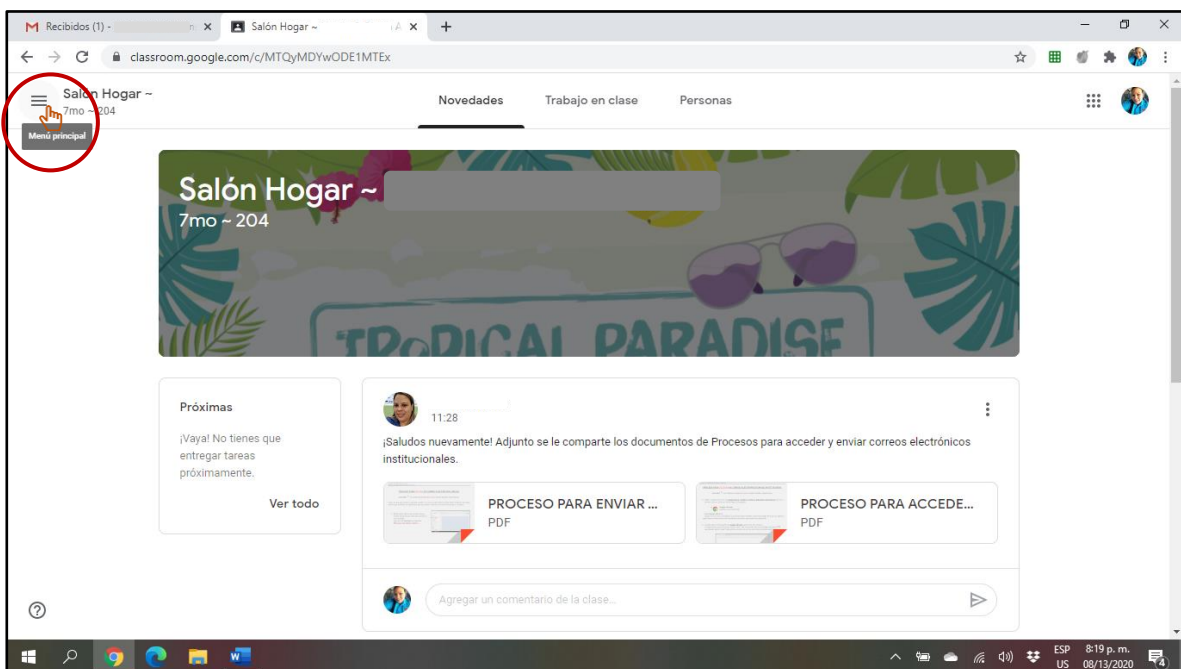 Recibidos (1) -
Salón Hogar ~
classroom.google.com/c/MTQyMDYwODE1MTEx
Salón Hogar ~
7mo ~ 204
Menú principal
Novedades
Trabajo en clase
Personas
Salón Hogar ~
7mo ~ 204
TROPICAL PARADISE
Próximas
¡Vaya! No tienes que
entregar tareas
próximamente.
Ver todo
11:28
¡Saludos nuevamente! Adjunto se le comparte los documentos de Procesos para acceder y enviar correos electrónicos
institucionales.
PROCESO PARA ENVIAR ...
PDF
PROCESO PARA ACCEDE...
PDF
Agregar un comentario de la clase...
ESP
US
8:19 p. m.
08/13/2020
4